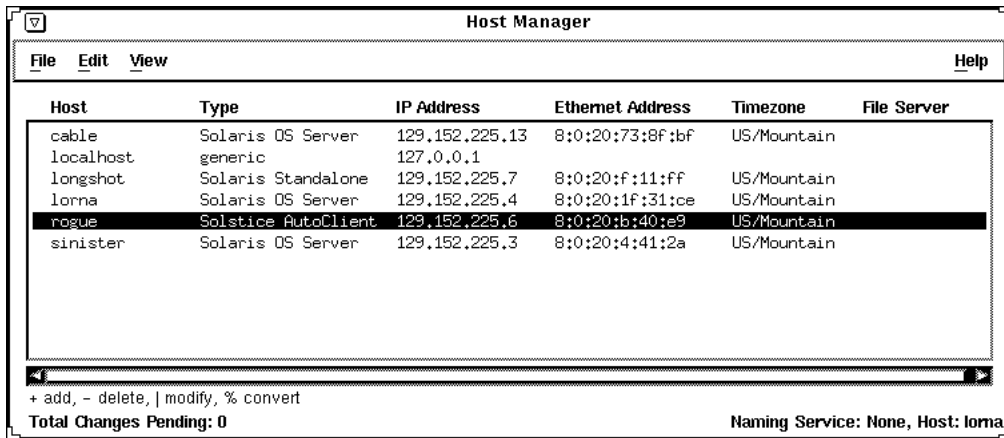 Host Manager
File Edit View Help
Host Type IP Address Ethernet Address Timezone File Server
cable Solaris OS Server 129.152.225.13 8:0:20:73:8f:bf US/Mountain
localhost generic 127.0.0.1
longshot Solaris Standalone 129.152.225.7 8:0:20:f:11:ff US/Mountain
lorna Solaris OS Server 129.152.225.4 8:0:20:1f:31:ce US/Mountain
rogue Solstice AutoClient 129.152.225.6 8:0:20:b:40:e9 US/Mountain
sinister Solaris OS Server 129.152.225.3 8:0:20:4:41:2a US/Mountain
+ add, - delete, | modify, % convert
Total Changes Pending: 0 Naming Service: None, Host: lorna